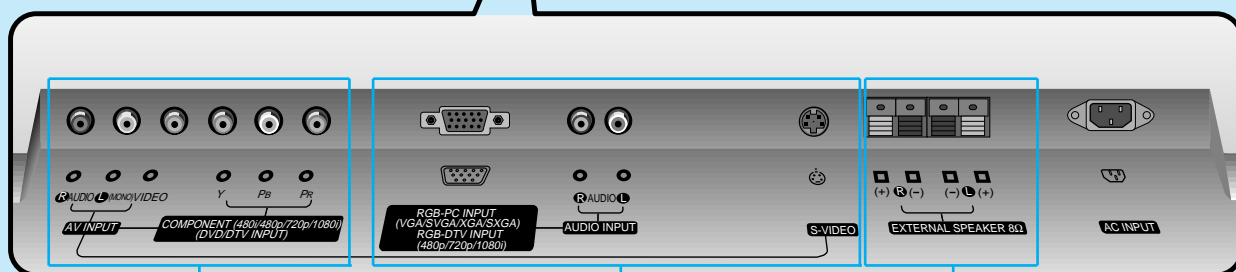 R AUDIO L (MONO) VIDEO
Y PB PR
AV INPUT
COMPONENT (480i/480p/720p/1080i)
(DVD/DTV INPUT)
RGB-PC INPUT
(VGA/SVGA/XGA/SXGA)
RGB-DTV INPUT
(480p/720p/1080i)
R AUDIO L
AUDIO INPUT
S-VIDEO
(+) R (-) (-) L (+)
EXTERNAL SPEAKER 8Ω
AC INPUT